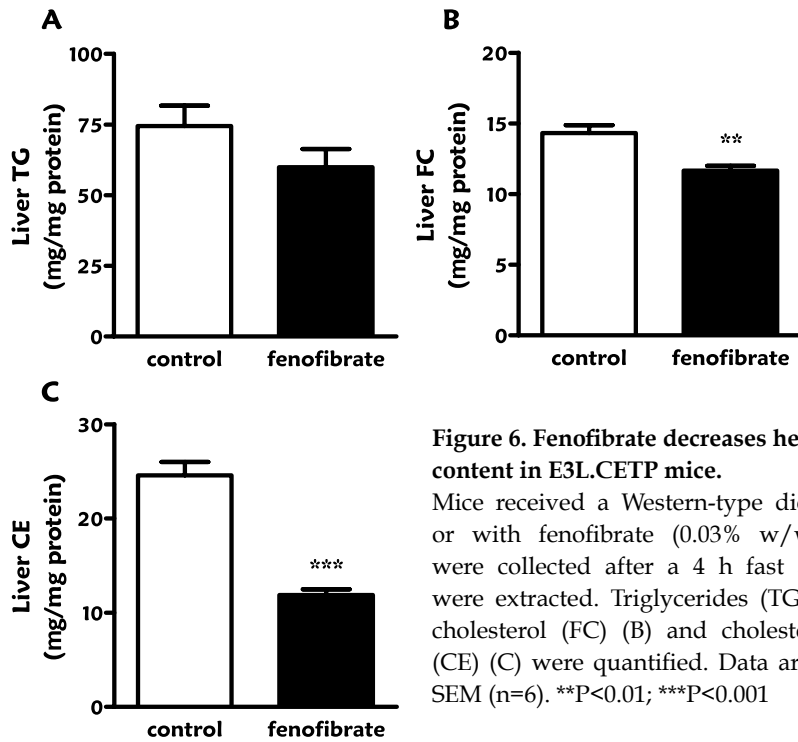 A
100
75
50
25
0
Liver TG
(mg/mg protein)
control fenofibrate
B
20
15
10
5
0
Liver FC
(mg/mg protein)
**
control fenofibrate
C
30
20
10
0
Liver CE
(mg/mg protein)
***
control fenofibrate
Figure 6. Fenofibrate decreases he
content in E3L.CETP mice.
Mice received a Western-type die
or with fenofibrate (0.03% w/w
were collected after a 4 h fast
were extracted. Triglycerides (TG
cholesterol (FC) (B) and choleste
(CE) (C) were quantified. Data ar
SEM (n=6). **P<0.01; ***P<0.001